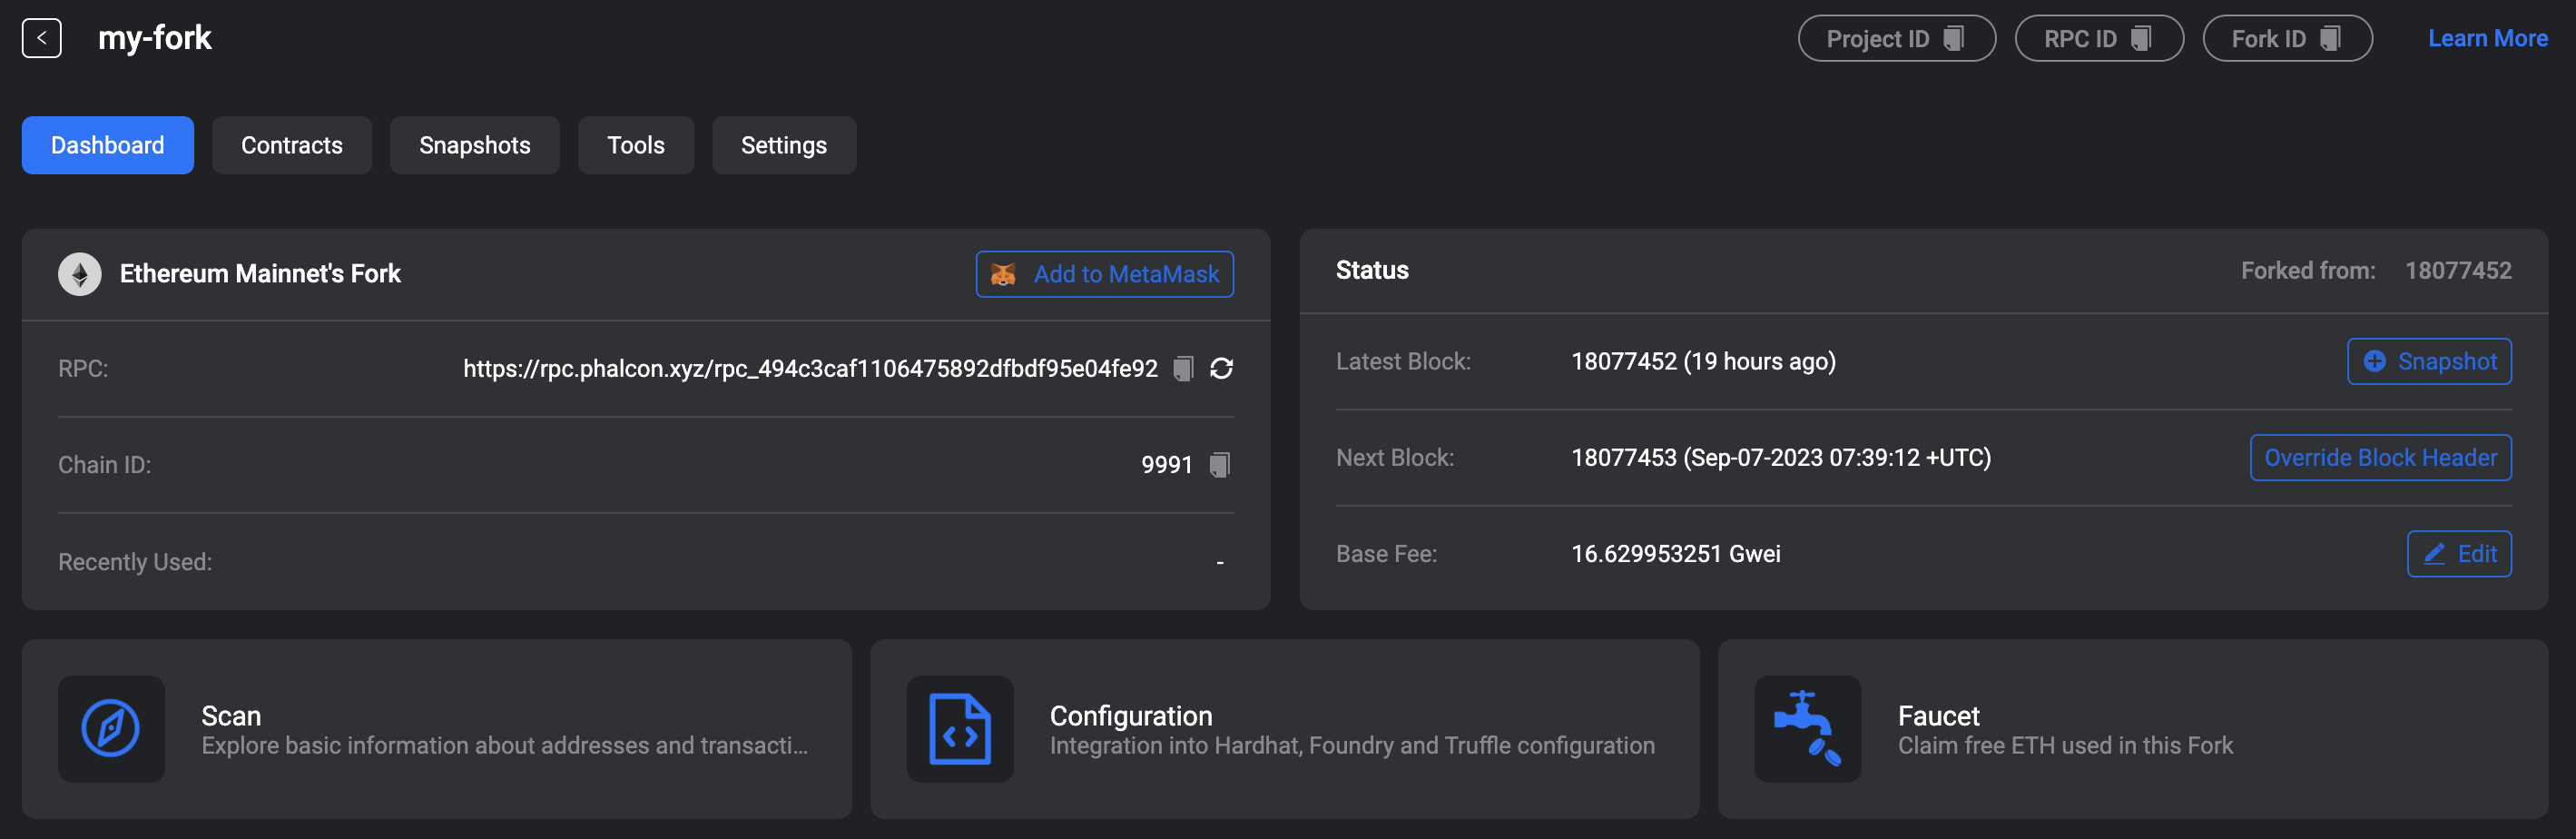 my-fork
Project ID
RPC ID
Fork ID
Learn More
Dashboard
Contracts
Snapshots
Tools
Settings
Ethereum Mainnet's Fork
Add to MetaMask
RPC:
https://rpc.phalcon.xyz/rpc_494c3caf1106475892dfbdf95e04fe92
Chain ID:
9991
Recently Used:
-
Status
Forked from: 18077452
Latest Block:
18077452 (19 hours ago)
Snapshot
Next Block:
18077453 (Sep-07-2023 07:39:12 +UTC)
Override Block Header
Base Fee:
16.629953251 Gwei
Edit
Scan
Explore basic information about addresses and transacti...
Configuration
Integration into Hardhat, Foundry and Truffle configuration
Faucet
Claim free ETH used in this Fork